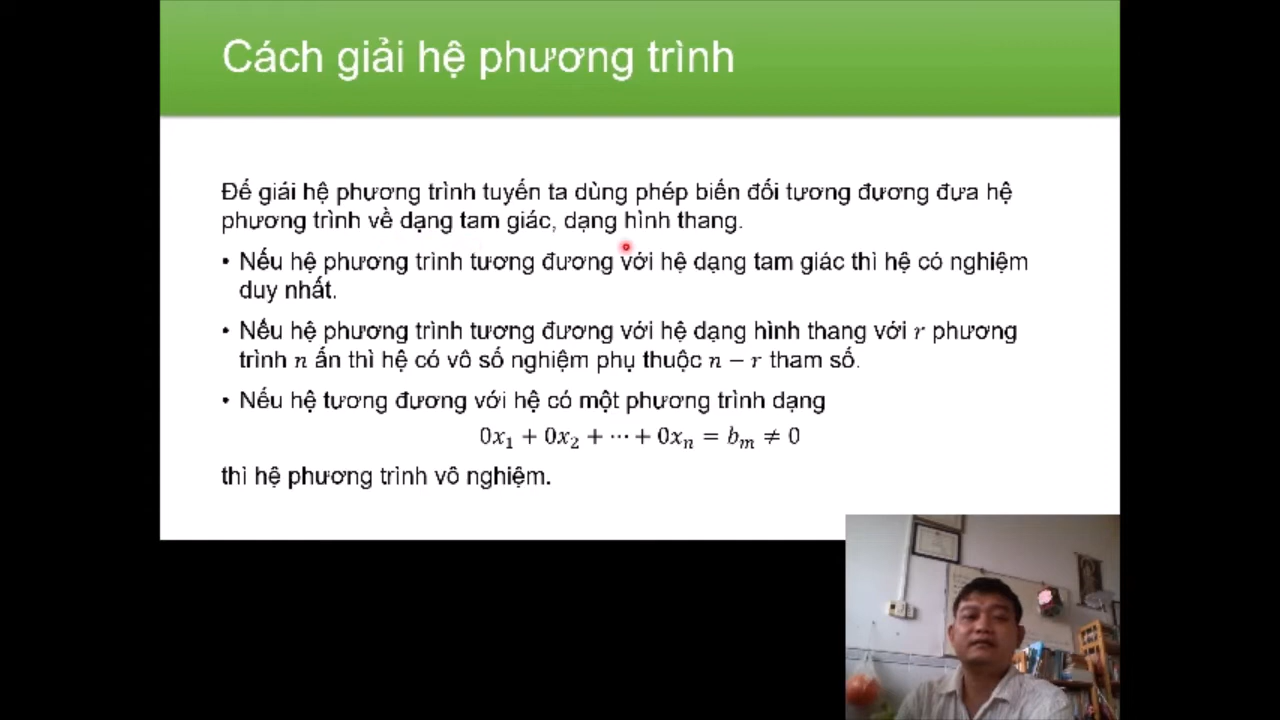 Cách giải hệ phương trình
Để giải hệ phương trình tuyến ta dùng phép biến đổi tương đương đưa hệ
phương trình về dạng tam giác, dạng hình thang.
• Nếu hệ phương trình tương đương với hệ dạng tam giác thì hệ có nghiệm
duy nhất.
• Nếu hệ phương trình tương đương với hệ dạng hình thang với r phương
trình n ẩn thì hệ có vô số nghiệm phụ thuộc n − r tham số.
• Nếu hệ tương đương với hệ có một phương trình dạng
0x₁ + 0x₂ + ⋯ + 0xₙ = bₘ ≠ 0
thì hệ phương trình vô nghiệm.